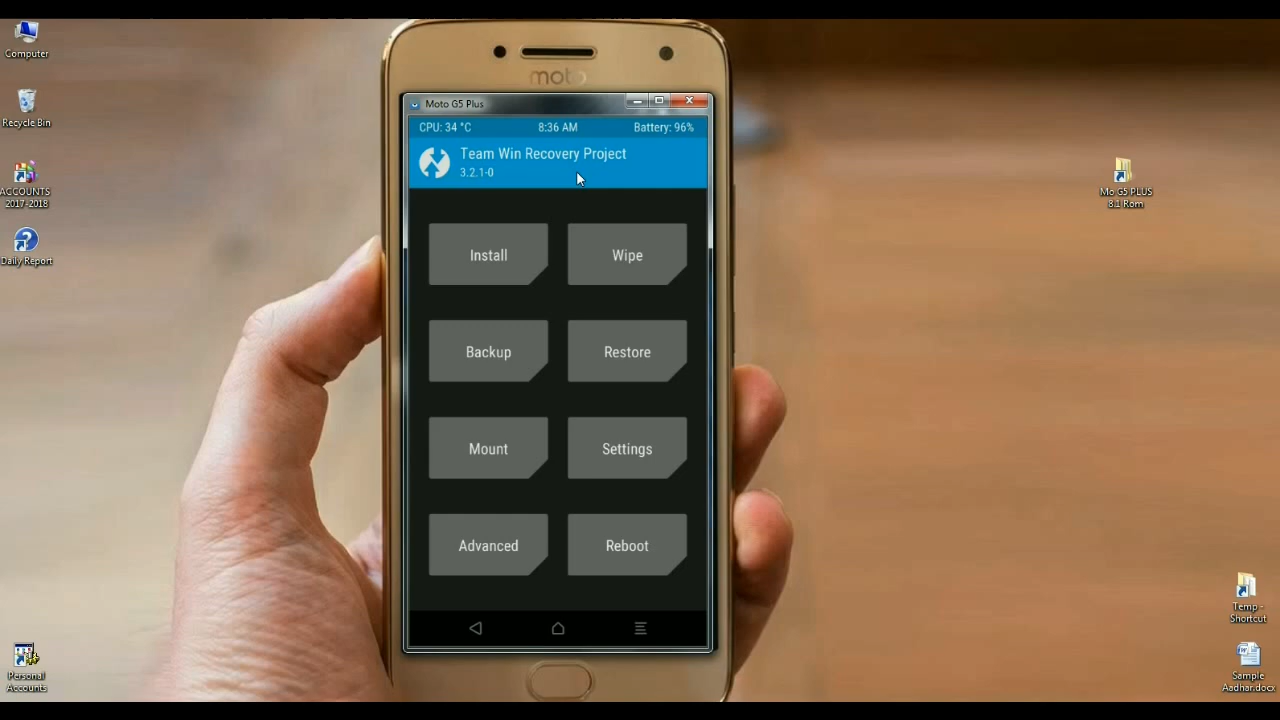 Computer
Recycle Bin
ACCOUNTS
2017-2018
Daily Report
Personal
Accounts
moto
Moto G5 Plus
CPU: 34 °C
8:36 AM
Battery: 96%
Team Win Recovery Project
3.2.1-0
Install
Wipe
Backup
Restore
Mount
Settings
Advanced
Reboot
Mo G5 PLUS
8.1 Rom
Temp -
Shortcut
Sample
Aadhar.docx